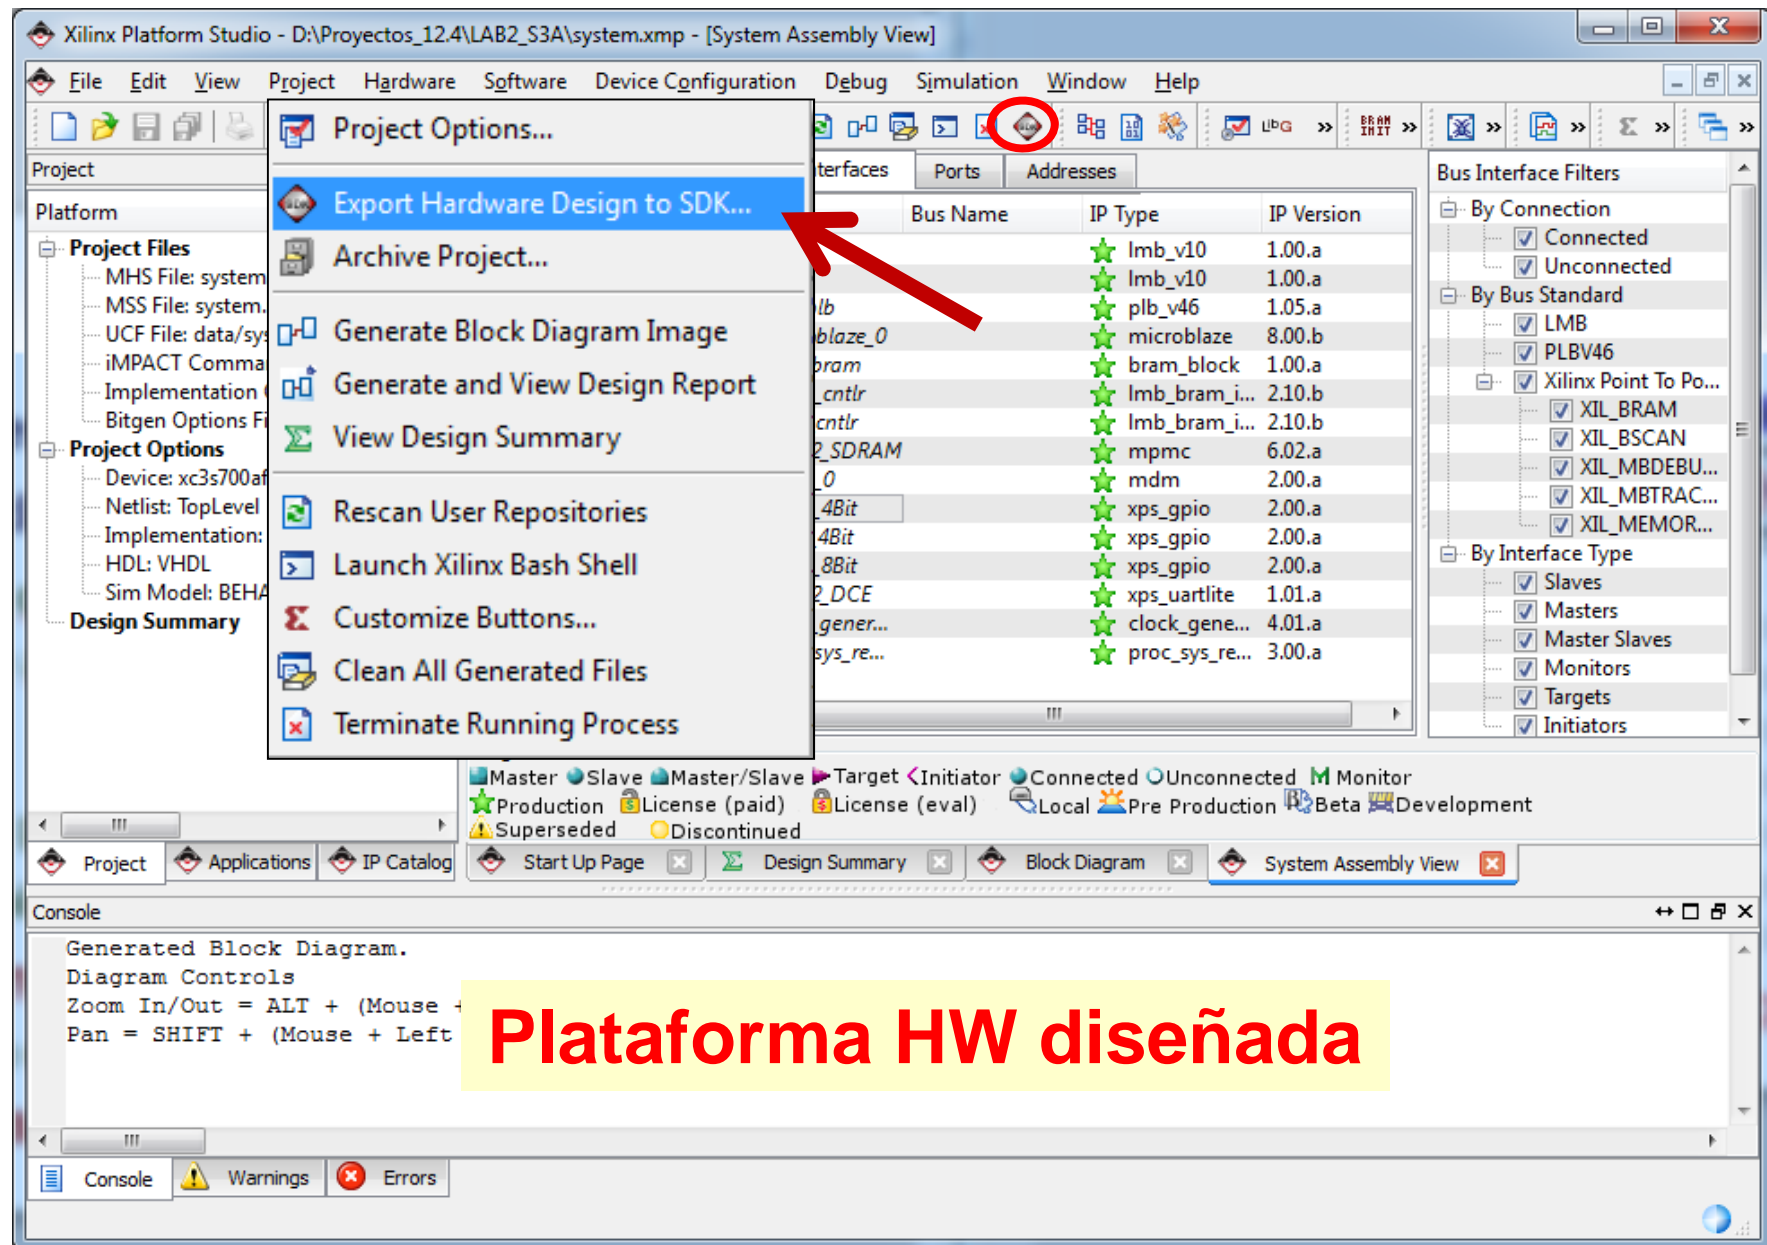 Xilinx Platform Studio - D:\Proyectos_12.4\LAB2_S3A\system.xmp - [System Assembly View]
File Edit View Project Hardware Software Device Configuration Debug Simulation Window Help
Project Options...
Export Hardware Design to SDK...
Archive Project...
Generate Block Diagram Image
Generate and View Design Report
View Design Summary
Rescan User Repositories
Launch Xilinx Bash Shell
Customize Buttons...
Clean All Generated Files
Terminate Running Process
Project
Platform
Project Files
MHS File: system
MSS File: system.
UCF File: data/sy
iMPACT Comma
Implementation
Bitgen Options Fi
Project Options
Device: xc3s700af
Netlist: TopLevel
Implementation:
HDL: VHDL
Sim Model: BEHA
Design Summary
terfaces Ports Addresses
Bus Name IP Type IP Version
lmb_v10 1.00.a
lmb_v10 1.00.a
lb plb_v46 1.05.a
blaze_0 microblaze 8.00.b
bram bram_block 1.00.a
_cntlr lmb_bram_i... 2.10.b
cntlr lmb_bram_i... 2.10.b
2_SDRAM mpmc 6.02.a
_0 mdm 2.00.a
_4Bit xps_gpio 2.00.a
4Bit xps_gpio 2.00.a
_8Bit xps_gpio 2.00.a
2_DCE xps_uartlite 1.01.a
_gener... clock_gene... 4.01.a
sys_re... proc_sys_re... 3.00.a
Bus Interface Filters
By Connection
Connected
Unconnected
By Bus Standard
LMB
PLBV46
Xilinx Point To Po...
XIL_BRAM
XIL_BSCAN
XIL_MBDEBU...
XIL_MBTRAC...
XIL_MEMOR...
By Interface Type
Slaves
Masters
Master Slaves
Monitors
Targets
Initiators
Master Slave Master/Slave Target Initiator Connected Unconnected Monitor
Production License (paid) License (eval) Local Pre Production Beta Development
Superseded Discontinued
Project Applications IP Catalog
Start Up Page Design Summary Block Diagram System Assembly View
Console
Generated Block Diagram.
Diagram Controls
Zoom In/Out = ALT + (Mouse +
Pan = SHIFT + (Mouse + Left
Plataforma HW diseñada
Console Warnings Errors